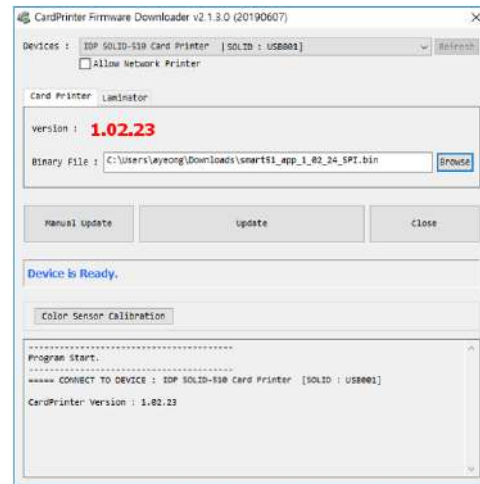 CardPrinter Firmware Downloader v2.1.3.0 (20190607)
Devices : IDP SOLID-510 Card Printer [SOLID : USB001] Refresh
Allow Network Printer
Card Printer Laminator
version : 1.02.23
Binary File : C:\Users\ayeong\Downloads\smart51_app_1_02_24_SPI.bin Browse
Manual Update Update Close
Device is Ready.
Color Sensor Calibration
----------------------------------------
Program Start.
----------------------------------------
===== CONNECT TO DEVICE : IDP SOLID-510 Card Printer [SOLID : USB001]
CardPrinter Version : 1.02.23